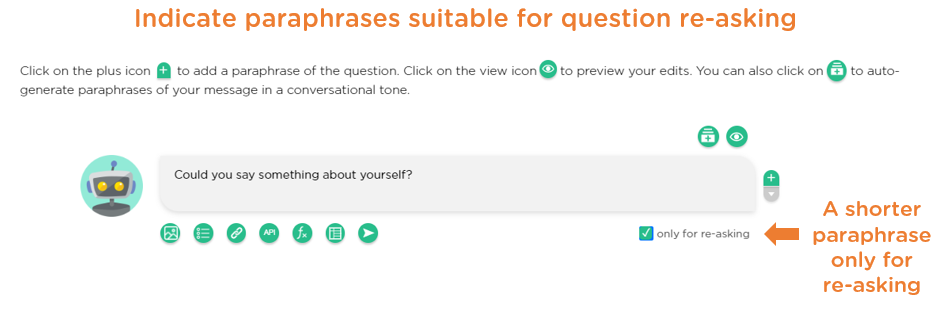 Indicate paraphrases suitable for question re-asking
Click on the plus icon to add a paraphrase of the question. Click on the view icon to preview your edits. You can also click on to auto-
generate paraphrases of your message in a conversational tone.
Could you say something about yourself?
API
fx
only for re-asking
A shorter
paraphrase
only for
re-asking